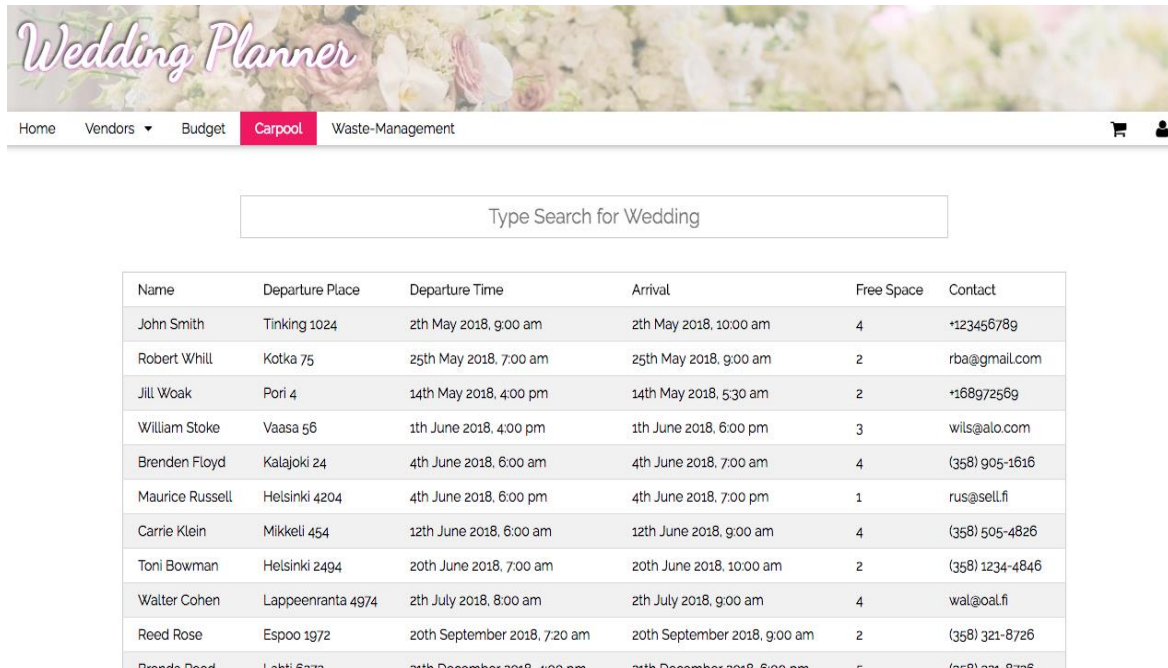 Wedding Planner
Home Vendors Budget Carpool Waste-Management
Type Search for Wedding
Name Departure Place Departure Time Arrival Free Space Contact
John Smith Tinking 1024 2th May 2018, 9:00 am 2th May 2018, 10:00 am 4 +123456789
Robert Whill Kotka 75 25th May 2018, 7:00 am 25th May 2018, 9:00 am 2 rba@gmail.com
Jill Woak Pori 4 14th May 2018, 4:00 pm 14th May 2018, 5:30 am 2 +168972569
William Stoke Vaasa 56 1th June 2018, 4:00 pm 1th June 2018, 6:00 pm 3 wils@alo.com
Brenden Floyd Kalajoki 24 4th June 2018, 6:00 am 4th June 2018, 7:00 am 4 (358) 905-1616
Maurice Russell Helsinki 4204 4th June 2018, 6:00 pm 4th June 2018, 7:00 pm 1 rus@sell.fi
Carrie Klein Mikkeli 454 12th June 2018, 6:00 am 12th June 2018, 9:00 am 4 (358) 505-4826
Toni Bowman Helsinki 2494 20th June 2018, 7:00 am 20th June 2018, 10:00 am 2 (358) 1234-4846
Walter Cohen Lappeenranta 4974 2th July 2018, 8:00 am 2th July 2018, 9:00 am 4 wal@oal.fi
Reed Rose Espoo 1972 20th September 2018, 7:20 am 20th September 2018, 9:00 am 2 (358) 321-8726